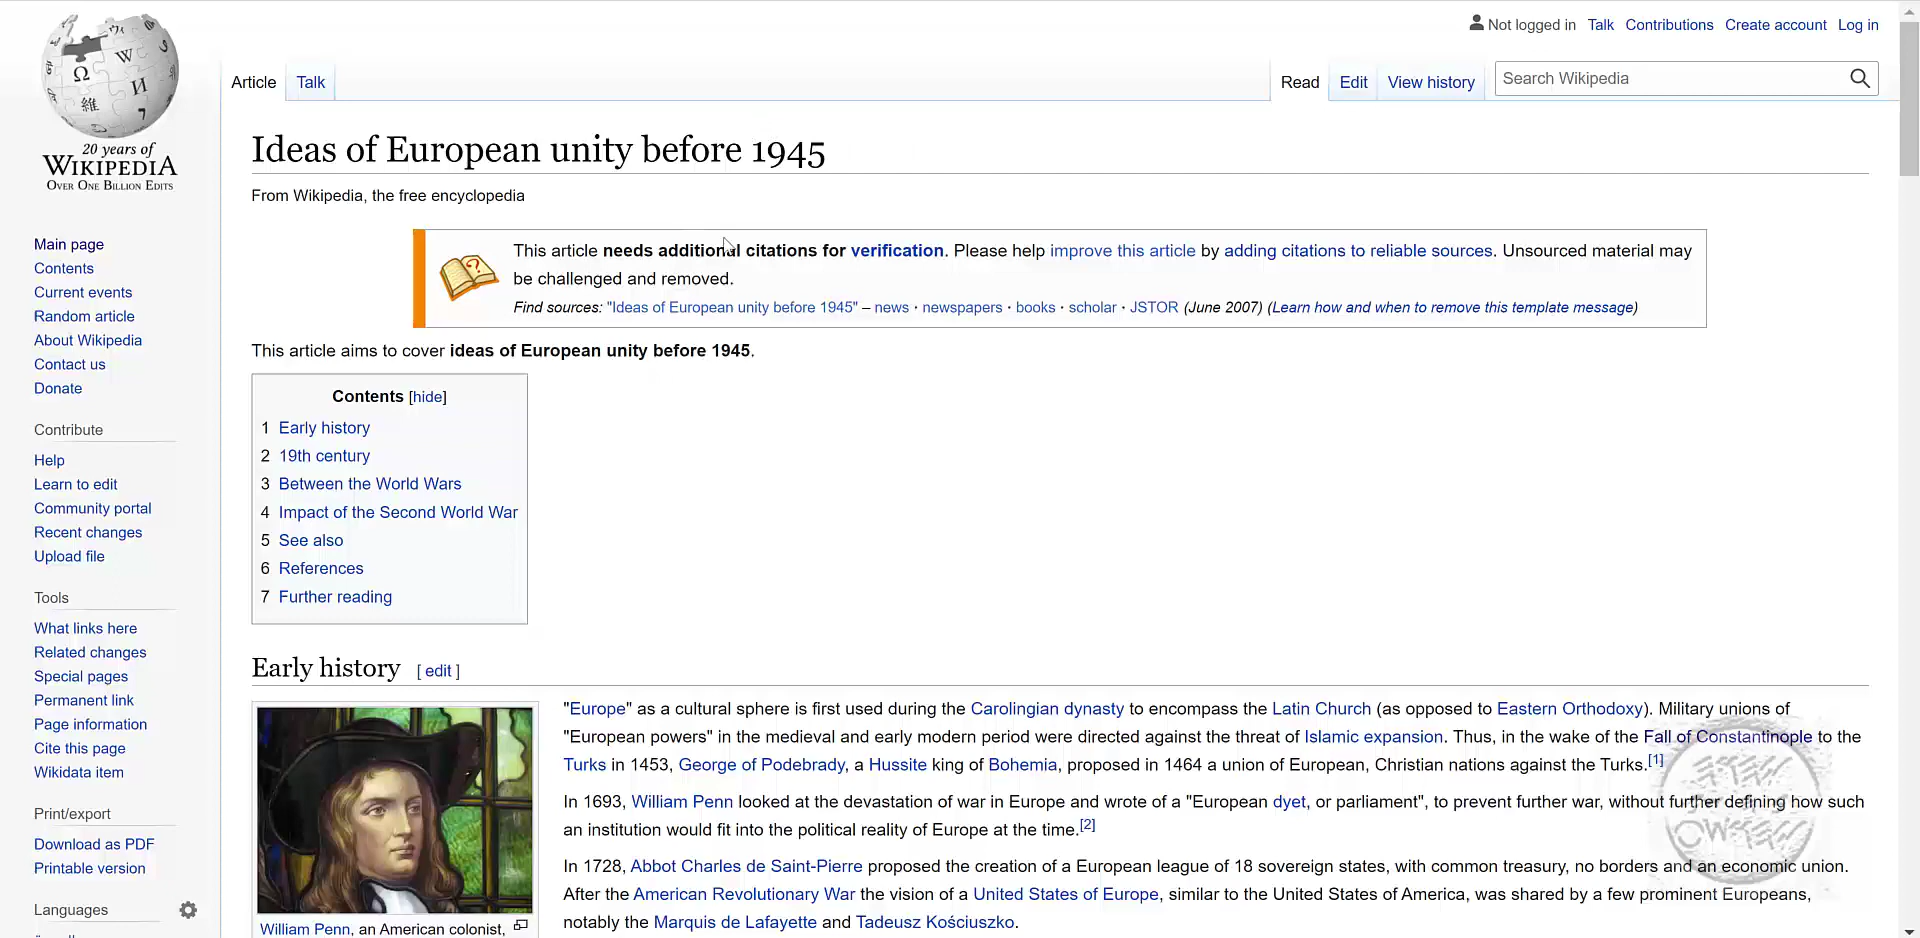 Not logged in Talk Contributions Create account Log in
Article Talk Read Edit View history Search Wikipedia
20 years of
WIKIPEDIA
OVER ONE BILLION EDITS
Main page
Contents
Current events
Random article
About Wikipedia
Contact us
Donate
Contribute
Help
Learn to edit
Community portal
Recent changes
Upload file
Tools
What links here
Related changes
Special pages
Permanent link
Page information
Cite this page
Wikidata item
Print/export
Download as PDF
Printable version
Languages
Ideas of European unity before 1945
From Wikipedia, the free encyclopedia
This article needs additional citations for verification. Please help improve this article by adding citations to reliable sources. Unsourced material may
be challenged and removed.
Find sources: "Ideas of European unity before 1945" – news · newspapers · books · scholar · JSTOR (June 2007) (Learn how and when to remove this template message)
This article aims to cover ideas of European unity before 1945.
Contents [hide]
1 Early history
2 19th century
3 Between the World Wars
4 Impact of the Second World War
5 See also
6 References
7 Further reading
Early history [ edit ]
"Europe" as a cultural sphere is first used during the Carolingian dynasty to encompass the Latin Church (as opposed to Eastern Orthodoxy). Military unions of
"European powers" in the medieval and early modern period were directed against the threat of Islamic expansion. Thus, in the wake of the Fall of Constantinople to the
Turks in 1453, George of Podebrady, a Hussite king of Bohemia, proposed in 1464 a union of European, Christian nations against the Turks.[1]
In 1693, William Penn looked at the devastation of war in Europe and wrote of a "European dyet, or parliament", to prevent further war, without further defining how such
an institution would fit into the political reality of Europe at the time.[2]
In 1728, Abbot Charles de Saint-Pierre proposed the creation of a European league of 18 sovereign states, with common treasury, no borders and an economic union.
After the American Revolutionary War the vision of a United States of Europe, similar to the United States of America, was shared by a few prominent Europeans,
notably the Marquis de Lafayette and Tadeusz Kościuszko.
William Penn, an American colonist,